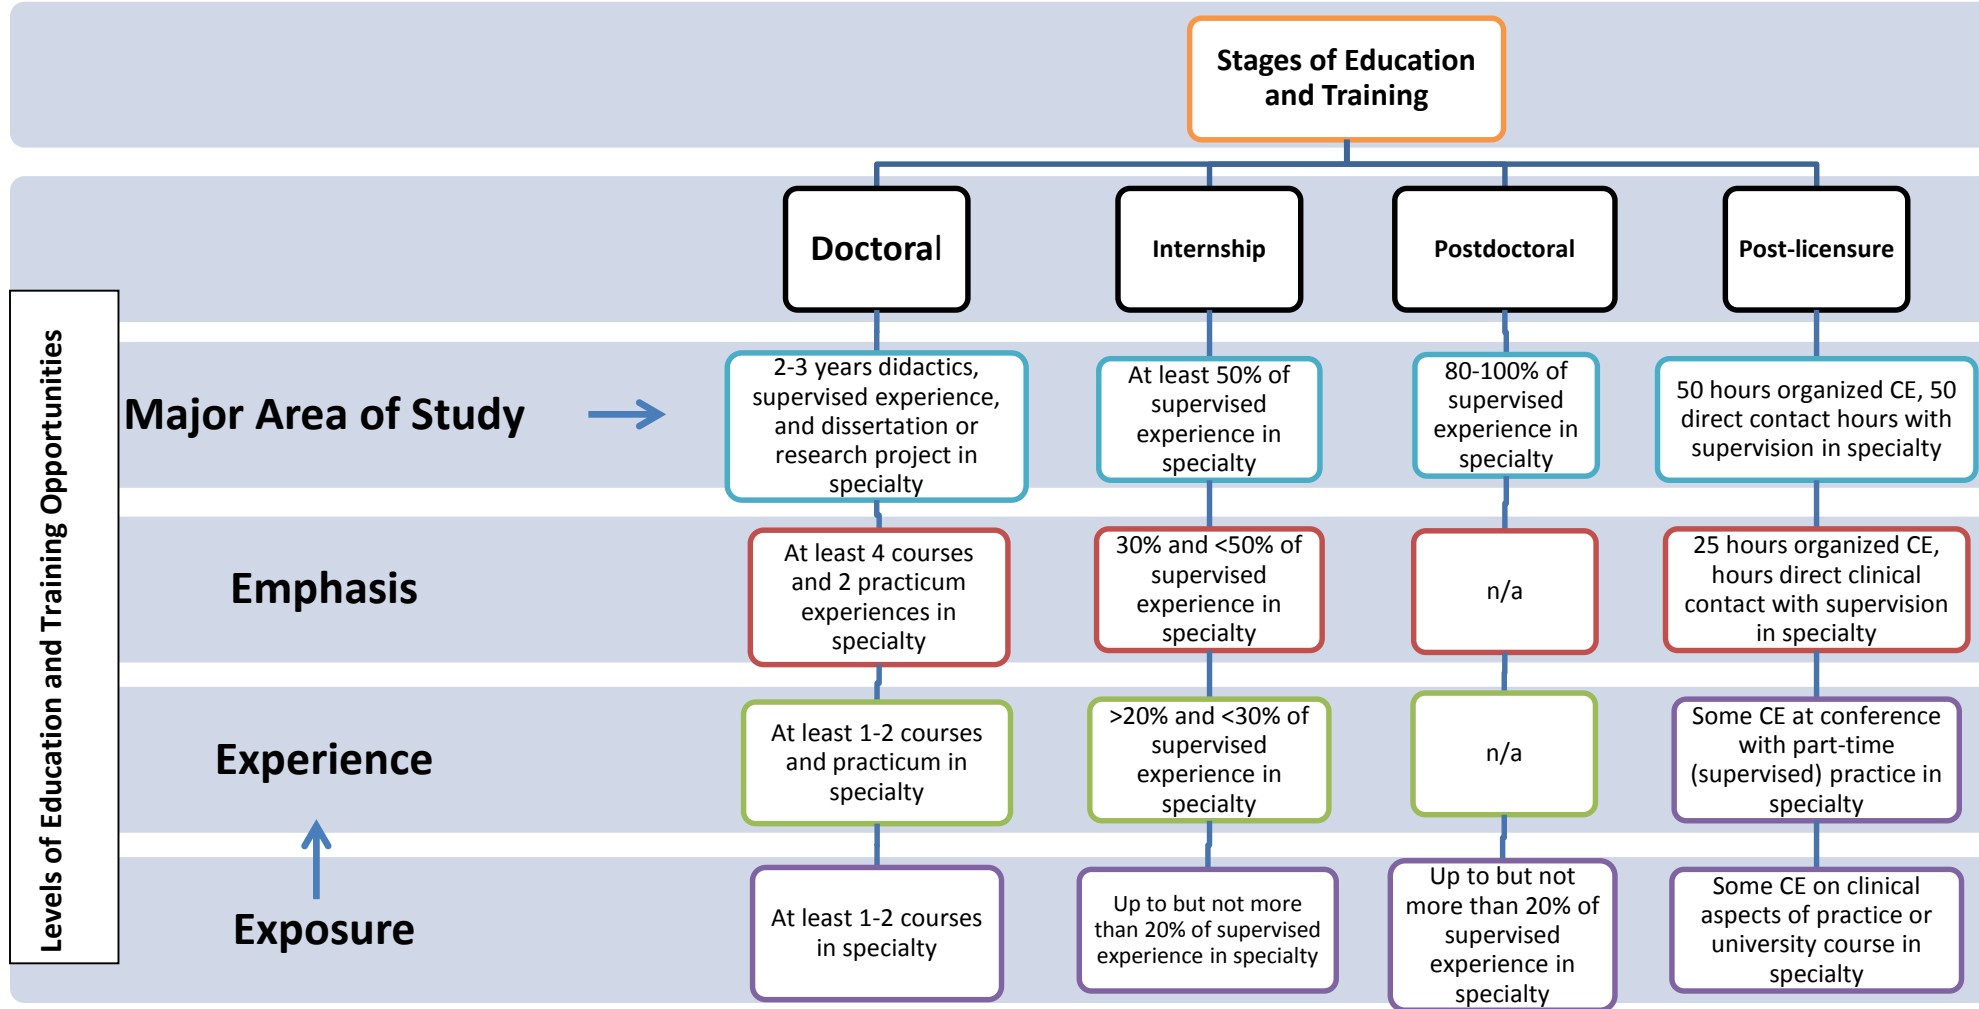 Stages of Education
and Training
Doctoral
Internship
Postdoctoral
Post-licensure
Levels of Education and Training Opportunities
Major Area of Study
2-3 years didactics,
supervised experience,
and dissertation or
research project in
specialty
At least 50% of
supervised
experience in
specialty
80-100% of
supervised
experience in
specialty
50 hours organized CE, 50
direct contact hours with
supervision in specialty
Emphasis
At least 4 courses
and 2 practicum
experiences in
specialty
30% and <50% of
supervised
experience in
specialty
n/a
25 hours organized CE,
hours direct clinical
contact with supervision
in specialty
Experience
At least 1-2 courses
and practicum in
specialty
>20% and <30% of
supervised
experience in
specialty
n/a
Some CE at conference
with part-time
(supervised) practice in
specialty
Exposure
At least 1-2 courses
in specialty
Up to but not more
than 20% of supervised
experience in specialty
Up to but not
more than 20% of
supervised
experience in
specialty
Some CE on clinical
aspects of practice or
university course in
specialty